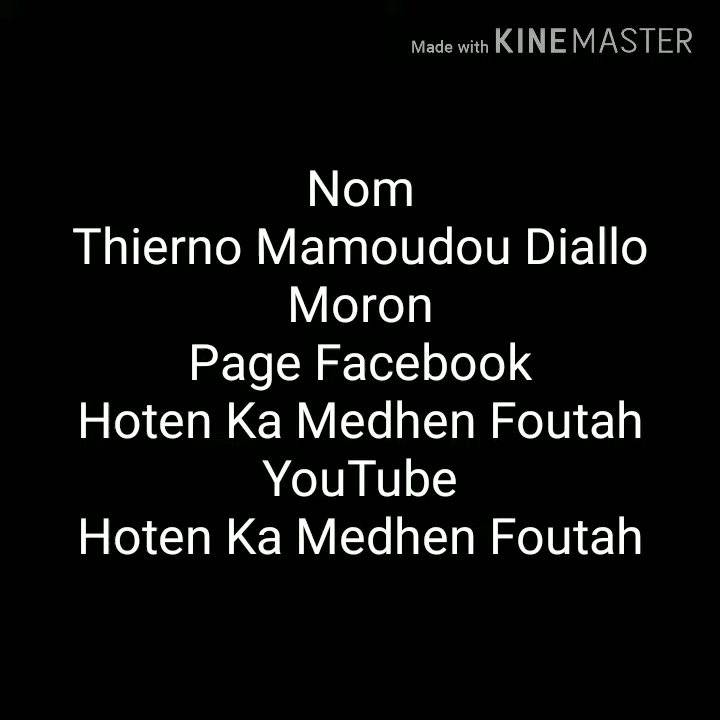 Made with KINEMASTER
Nom
Thierno Mamoudou Diallo
Moron
Page Facebook
Hoten Ka Medhen Foutah
YouTube
Hoten Ka Medhen Foutah